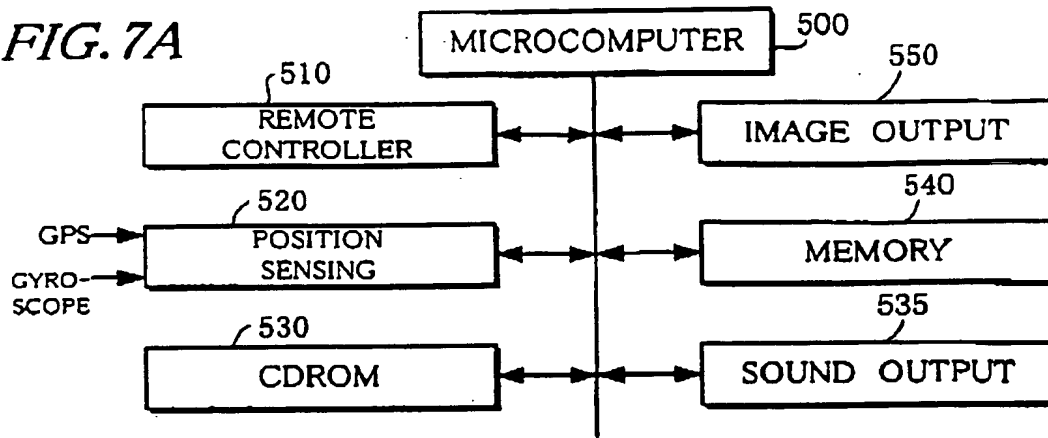 FIG. 7A
MICROCOMPUTER
500
510
REMOTE
CONTROLLER
550
IMAGE OUTPUT
520
GPS
GYRO-
SCOPE
POSITION
SENSING
540
MEMORY
530
CDROM
535
SOUND OUTPUT